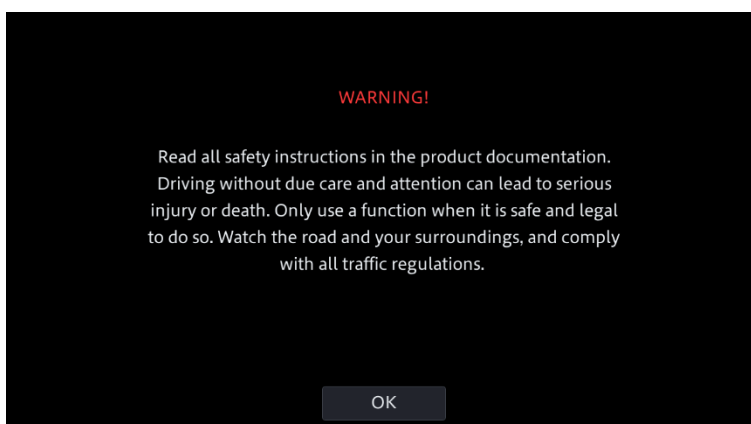 WARNING!
Read all safety instructions in the product documentation.
Driving without due care and attention can lead to serious
injury or death. Only use a function when it is safe and legal
to do so. Watch the road and your surroundings, and comply
with all traffic regulations.
OK